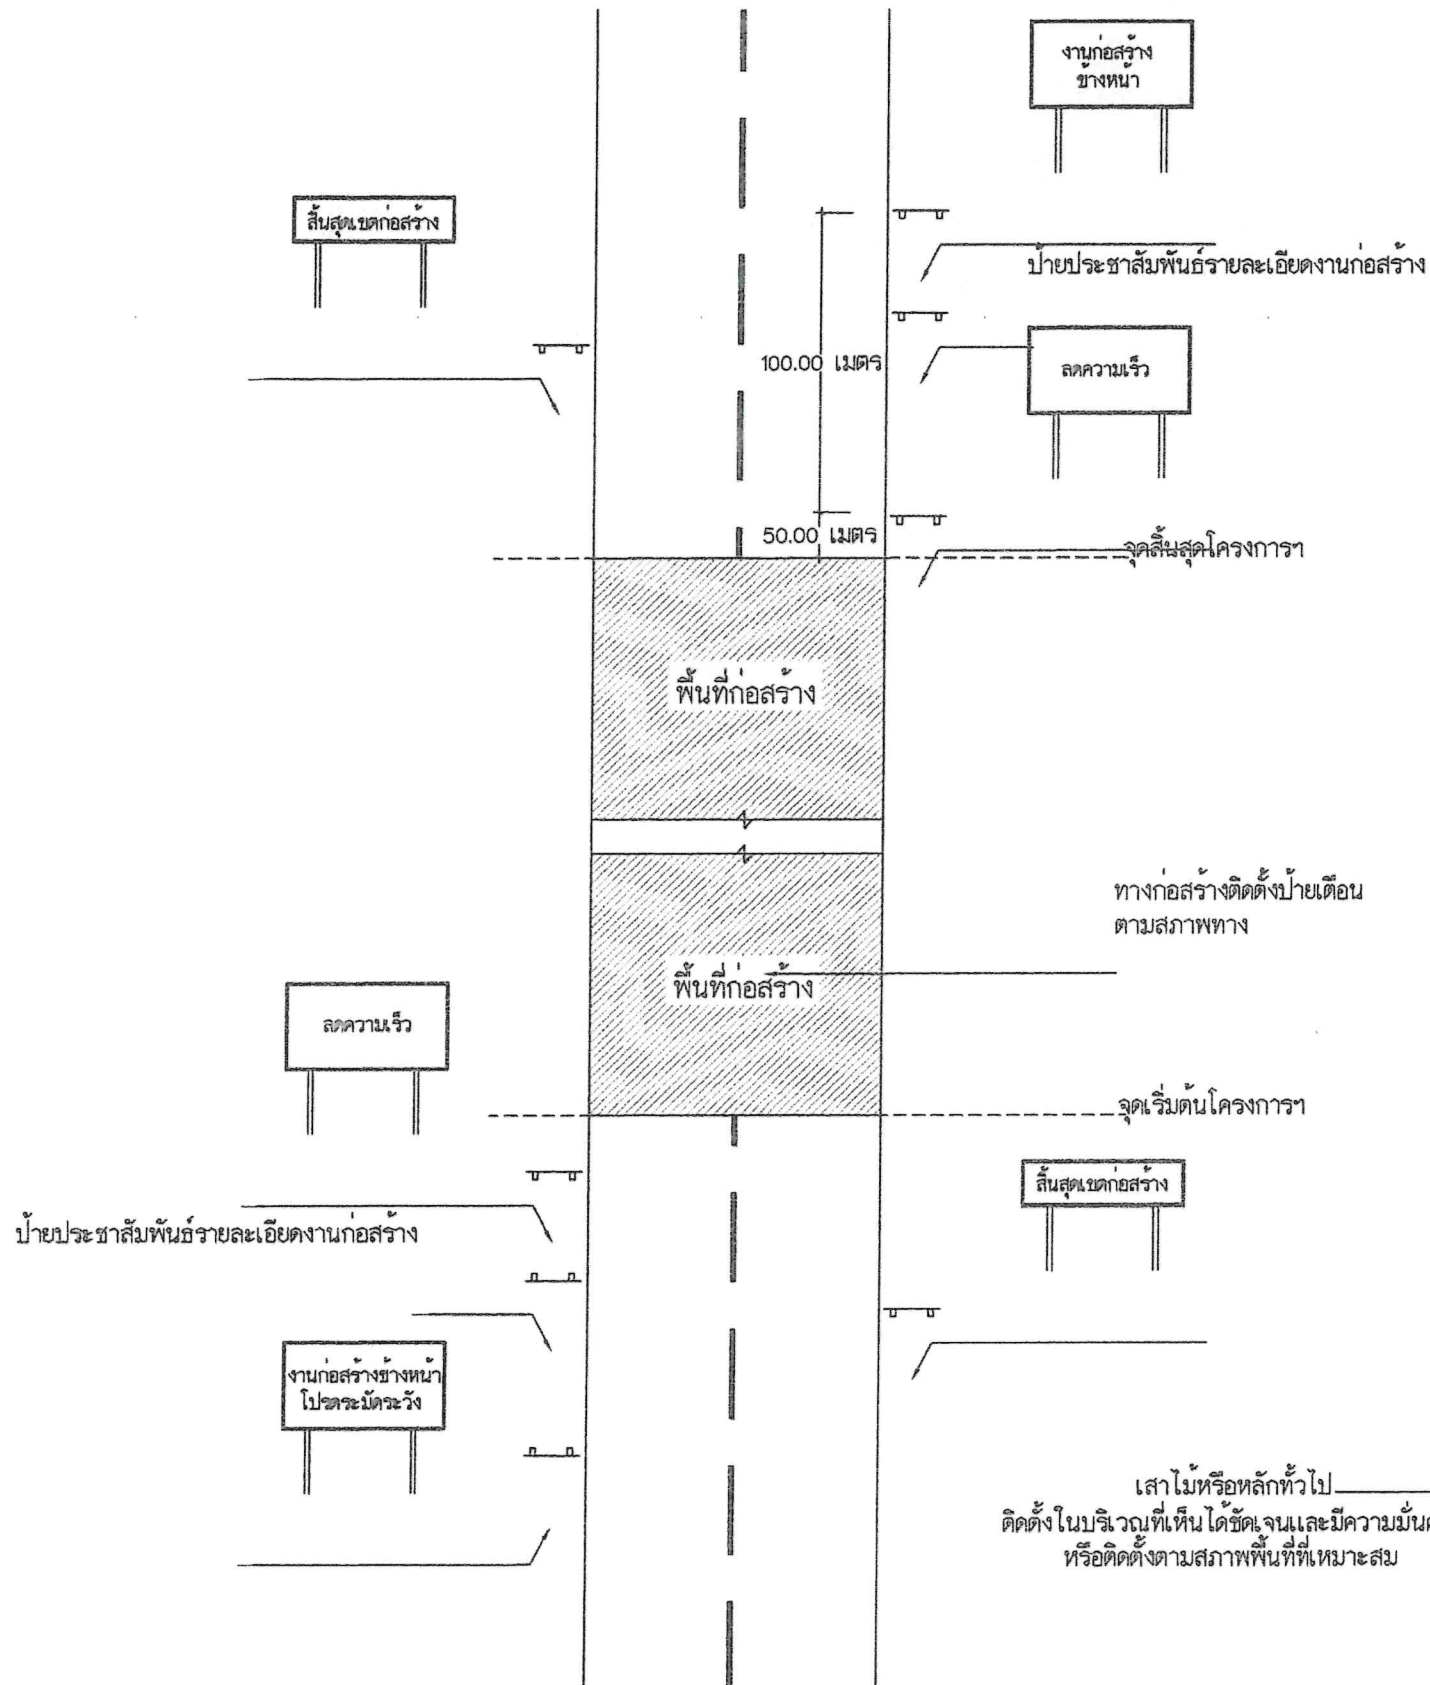 งานก่อสร้าง
ข้างหน้า
สิ้นสุดเขตก่อสร้าง
ป้ายประชาสัมพันธ์รายละเอียดงานก่อสร้าง
100.00 เมตร
ลดความเร็ว
50.00 เมตร
จุดสิ้นสุดโครงการฯ
พื้นที่ก่อสร้าง
ทางก่อสร้างติดตั้งป้ายเตือน
ตามสภาพทาง
พื้นที่ก่อสร้าง
ลดความเร็ว
จุดเริ่มต้นโครงการฯ
สิ้นสุดเขตก่อสร้าง
ป้ายประชาสัมพันธ์รายละเอียดงานก่อสร้าง
งานก่อสร้างข้างหน้า
โปรดระมัดระวัง
เสาไม้หรือหลักทั่วไป
ติดตั้งในบริเวณที่เห็นได้ชัดเจนและมีความมั่น
หรือติดตั้งตามสภาพพื้นที่ที่เหมาะสม